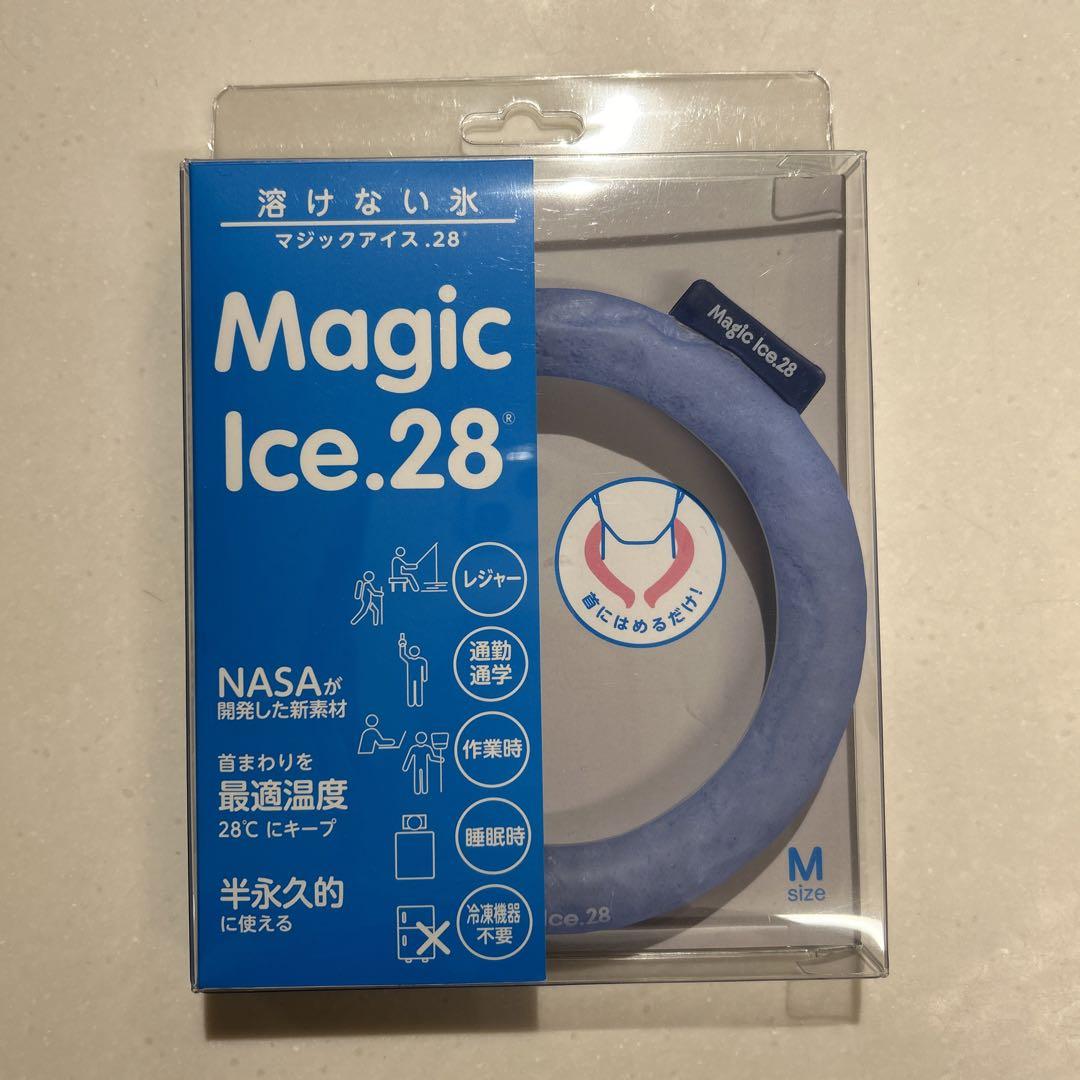 溶けない氷
マジックアイス.28®
Magic
Ice.28®
レジャー
通勤
通学
作業時
睡眠時
冷凍機器
不要
NASAが
開発した新素材
首まわりを
最適温度
28℃ にキープ
半永久的
に使える
Magic Ice.28
首にはめるだけ!
M
size
Ice.28